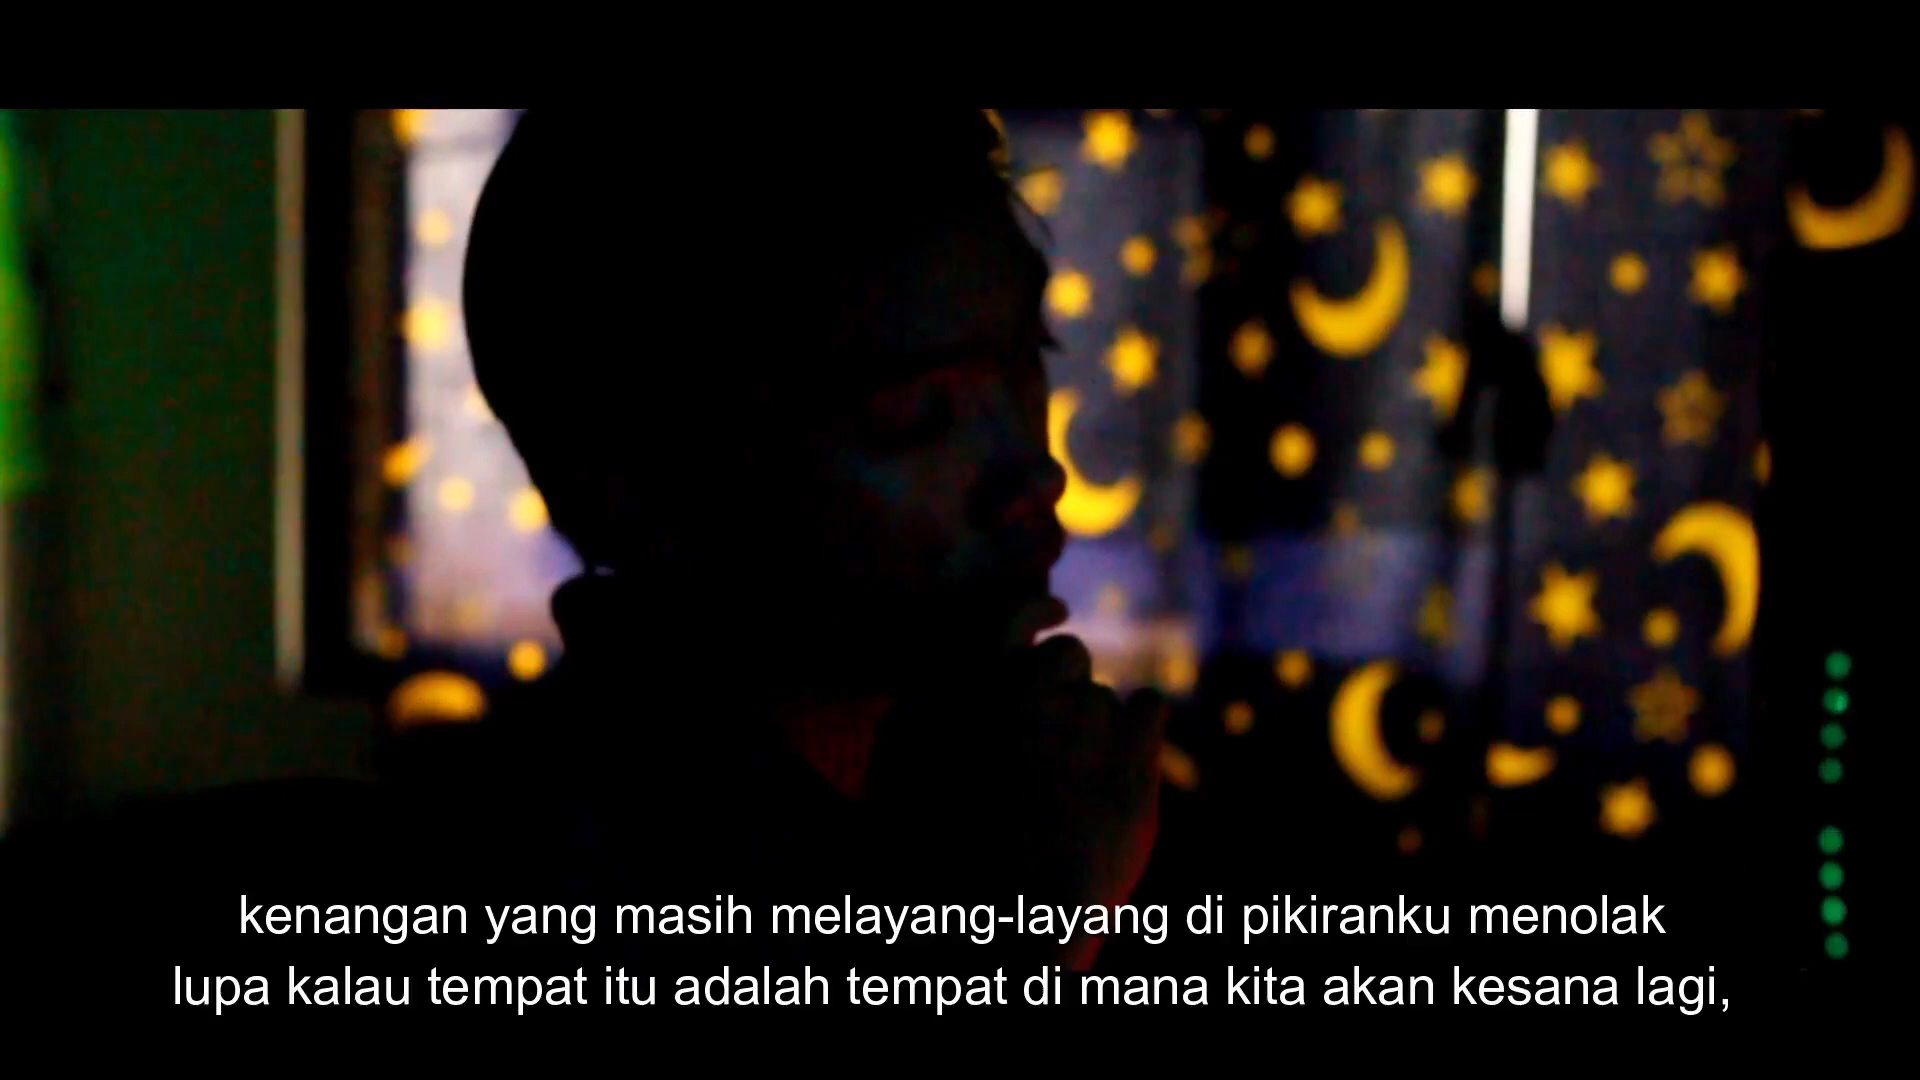 kenangan yang masih melayang-layang di pikiranku menolak
lupa kalau tempat itu adalah tempat di mana kita akan kesana lagi,